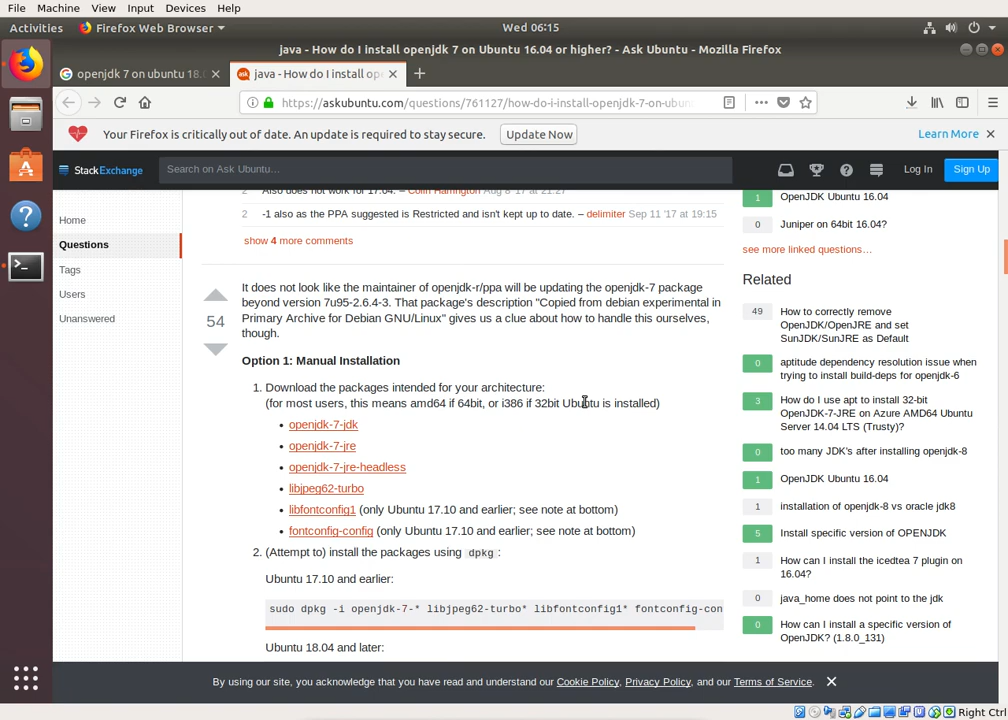 File Machine View Input Devices Help
Activities Firefox Web Browser Wed 06:15
java - How do I install openjdk 7 on Ubuntu 16.04 or higher? - Ask Ubuntu - Mozilla Firefox
openjdk 7 on ubuntu 18. java - How do I install op
https://askubuntu.com/questions/761127/how-do-i-install-openjdk-7-on-ubun
Your Firefox is critically out of date. An update is required to stay secure. Update Now Learn More
StackExchange Search on Ask Ubuntu… Log In Sign Up
Home
Questions
Tags
Users
Unanswered
2 Also does not work for 17.04. – Colin Harrington Aug 8 '17 at 21:27
2 -1 also as the PPA suggested is Restricted and isn't kept up to date. – delimiter Sep 11 '17 at 19:15
show 4 more comments
54
It does not look like the maintainer of openjdk-r/ppa will be updating the openjdk-7 package
beyond version 7u95-2.6.4-3. That package's description "Copied from debian experimental in
Primary Archive for Debian GNU/Linux" gives us a clue about how to handle this ourselves,
though.
Option 1: Manual Installation
1. Download the packages intended for your architecture:
(for most users, this means amd64 if 64bit, or i386 if 32bit Ubuntu is installed)
• openjdk-7-jdk
• openjdk-7-jre
• openjdk-7-jre-headless
• libjpeg62-turbo
• libfontconfig1 (only Ubuntu 17.10 and earlier; see note at bottom)
• fontconfig-config (only Ubuntu 17.10 and earlier; see note at bottom)
2. (Attempt to) install the packages using dpkg :
Ubuntu 17.10 and earlier:
sudo dpkg -i openjdk-7-* libjpeg62-turbo* libfontconfig1* fontconfig-con
Ubuntu 18.04 and later:
1 OpenJDK Ubuntu 16.04
0 Juniper on 64bit 16.04?
see more linked questions…
Related
49 How to correctly remove
OpenJDK/OpenJRE and set
SunJDK/SunJRE as Default
0 aptitude dependency resolution issue when
trying to install build-deps for openjdk-6
3 How do I use apt to install 32-bit
OpenJDK-7-JRE on Azure AMD64 Ubuntu
Server 14.04 LTS (Trusty)?
0 too many JDK's after installing openjdk-8
1 OpenJDK Ubuntu 16.04
1 installation of openjdk-8 vs oracle jdk8
5 Install specific version of OPENJDK
1 How can I install the icedtea 7 plugin on
16.04?
0 java_home does not point to the jdk
0 How can I install a specific version of
OpenJDK? (1.8.0_131)
By using our site, you acknowledge that you have read and understand our Cookie Policy, Privacy Policy, and our Terms of Service.
Right Ctrl